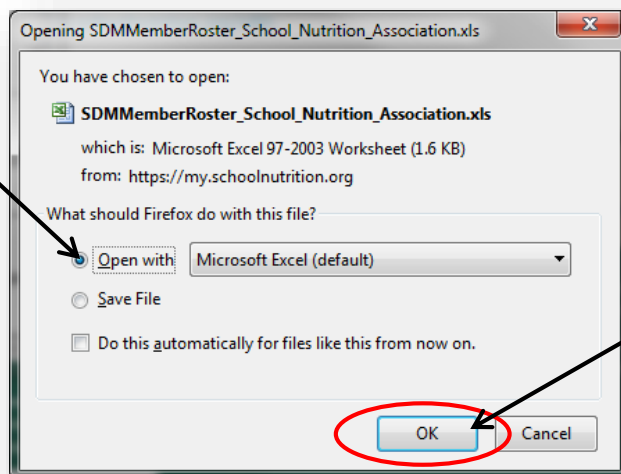 Opening SDMMemberRoster_School_Nutrition_Association.xls
You have chosen to open:
SDMMemberRoster_School_Nutrition_Association.xls
which is: Microsoft Excel 97-2003 Worksheet (1.6 KB)
from: https://my.schoolnutrition.org
What should Firefox do with this file?
Open with Microsoft Excel (default)
Save File
Do this automatically for files like this from now on.
OK Cancel